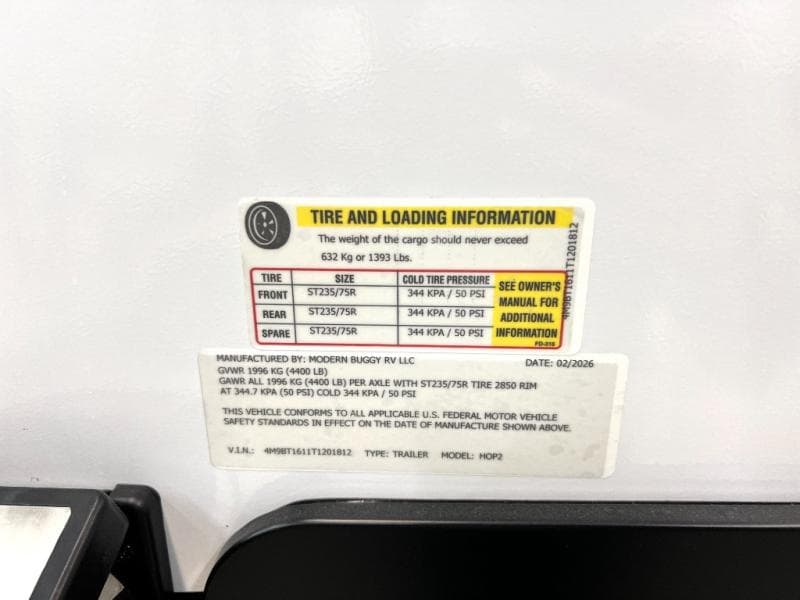 TIRE AND LOADING INFORMATION
The weight of the cargo should never exceed
632 Kg or 1393 Lbs.
TIRE SIZE COLD TIRE PRESSURE
FRONT ST235/75R 344 KPA / 50 PSI
REAR ST235/75R 344 KPA / 50 PSI
SPARE ST235/75R 344 KPA / 50 PSI
SEE OWNER'S
MANUAL FOR
ADDITIONAL
INFORMATION
FD-316
4M9BT1611T1201812
MANUFACTURED BY: MODERN BUGGY RV LLC DATE: 02/2026
GVWR 1996 KG (4400 LB)
GAWR ALL 1996 KG (4400 LB) PER AXLE WITH ST235/75R TIRE 2850 RIM
AT 344.7 KPA (50 PSI) COLD 344 KPA / 50 PSI
THIS VEHICLE CONFORMS TO ALL APPLICABLE U.S. FEDERAL MOTOR VEHICLE
SAFETY STANDARDS IN EFFECT ON THE DATE OF MANUFACTURE SHOWN ABOVE.
V.I.N.: 4M9BT1611T1201812 TYPE: TRAILER MODEL: HOP2